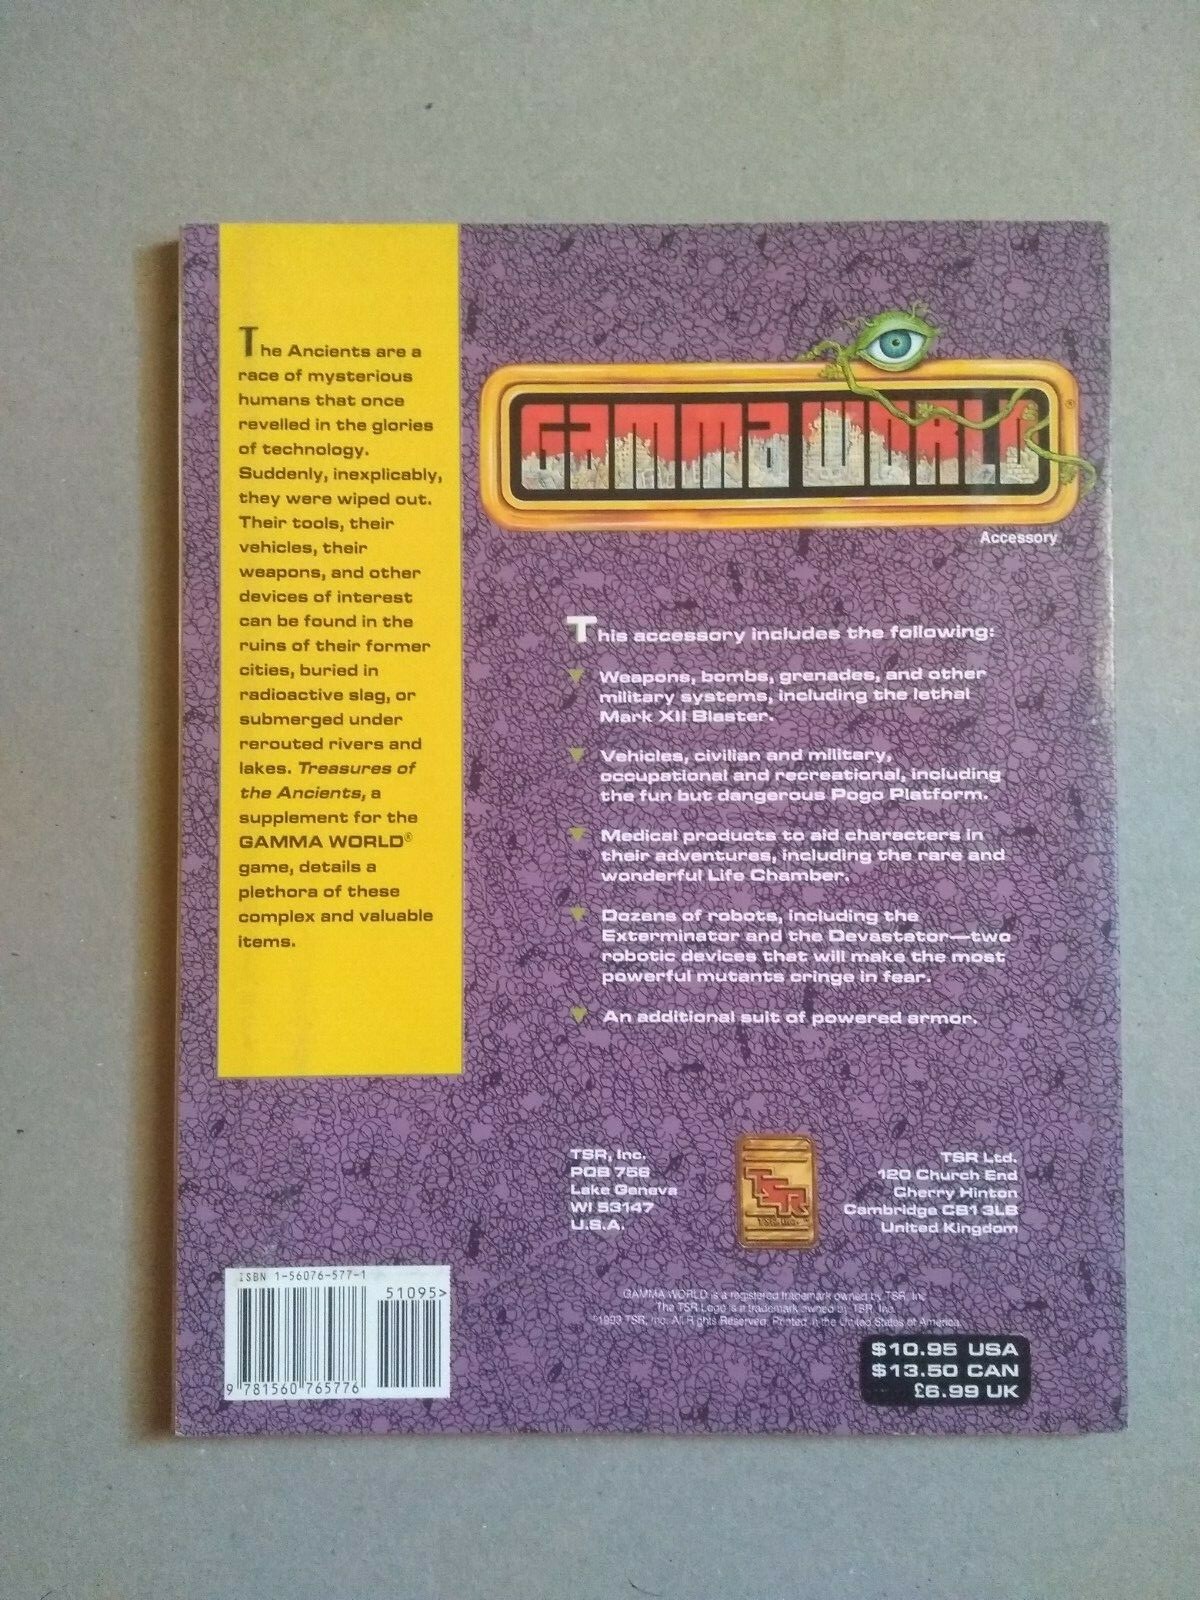 The Ancients are a
race of mysterious
humans that once
revelled in the glories
of technology.
Suddenly, inexplicably,
they were wiped out.
Their tools, their
vehicles, their
weapons, and other
devices of interest
can be found in the
ruins of their former
cities, buried in
radioactive slag, or
submerged under
rerouted rivers and
lakes. Treasures of
the Ancients, a
supplement for the
GAMMA WORLD®
game, details a
plethora of these
complex and valuable
items.
GAMMA WORLD®
Accessory
This accessory includes the following:
Weapons, bombs, grenades, and other
military systems, including the lethal
Mark XII Blaster.
Vehicles, civilian and military,
occupational and recreational, including
the fun but dangerous Pogo Platform.
Medical products to aid characters in
their adventures, including the rare and
wonderful Life Chamber.
Dozens of robots, including the
Exterminator and the Devastator—two
robotic devices that will make the most
powerful mutants cringe in fear.
An additional suit of powered armor.
TSR, Inc.
POB 756
Lake Geneva
WI 53147
U.S.A.
TSR
TSR, Inc.
TSR Ltd.
120 Church End
Cherry Hinton
Cambridge CB1 3LB
United Kingdom
GAMMA WORLD is a registered trademark owned by TSR, Inc.
The TSR Logo is a trademark owned by TSR, Inc.
©1993 TSR, Inc. All Rights Reserved. Printed in the United States of America.
$10.95 USA
$13.50 CAN
£6.99 UK
ISBN 1-56076-577-1
51095>
9 781560 765776